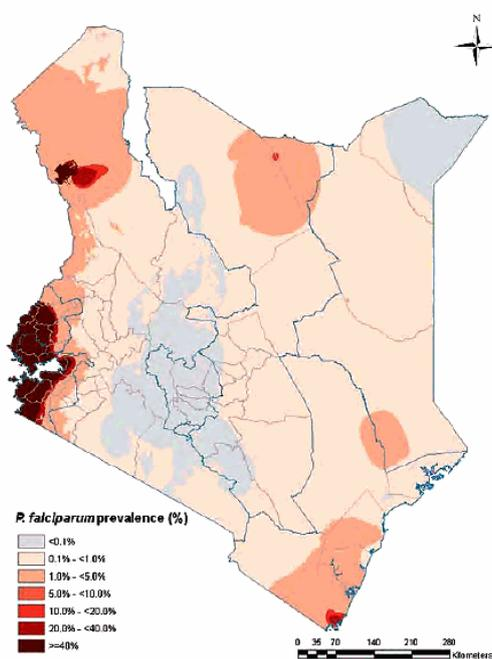 N
P. falciparum prevalence (%)
<0.1%
0.1% - <1.0%
1.0% - <5.0%
5.0% - <10.0%
10.0% - <20.0%
20.0% - <40.0%
>=40%
0 35 70 140 210 280
Kilometers